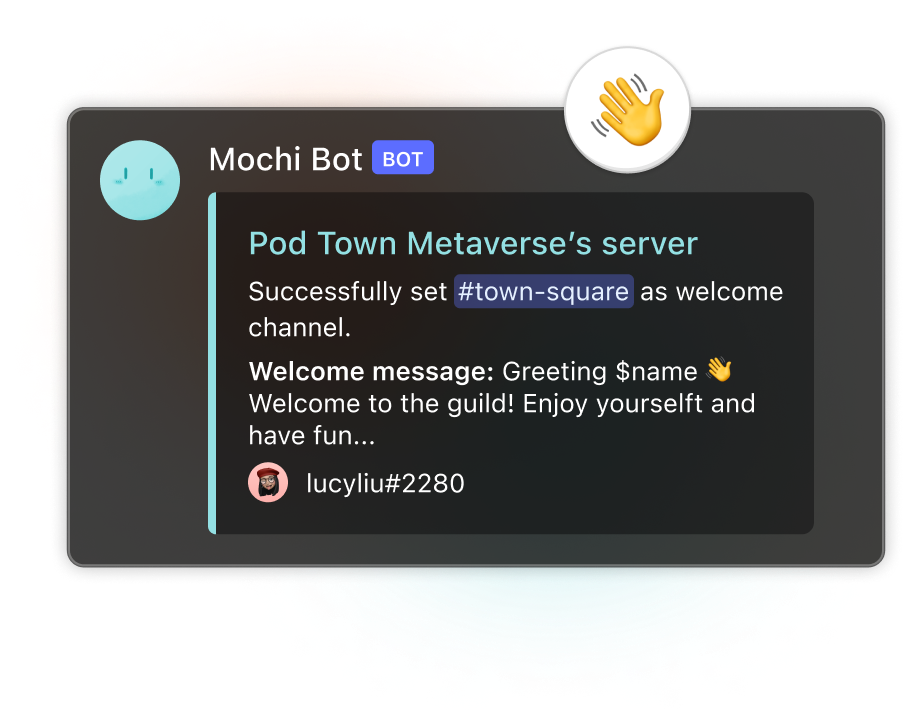 Mochi Bot BOT
Pod Town Metaverse’s server
Successfully set #town-square as welcome
channel.
Welcome message: Greeting $name 👋
Welcome to the guild! Enjoy yourselft and
have fun...
lucyliu#2280